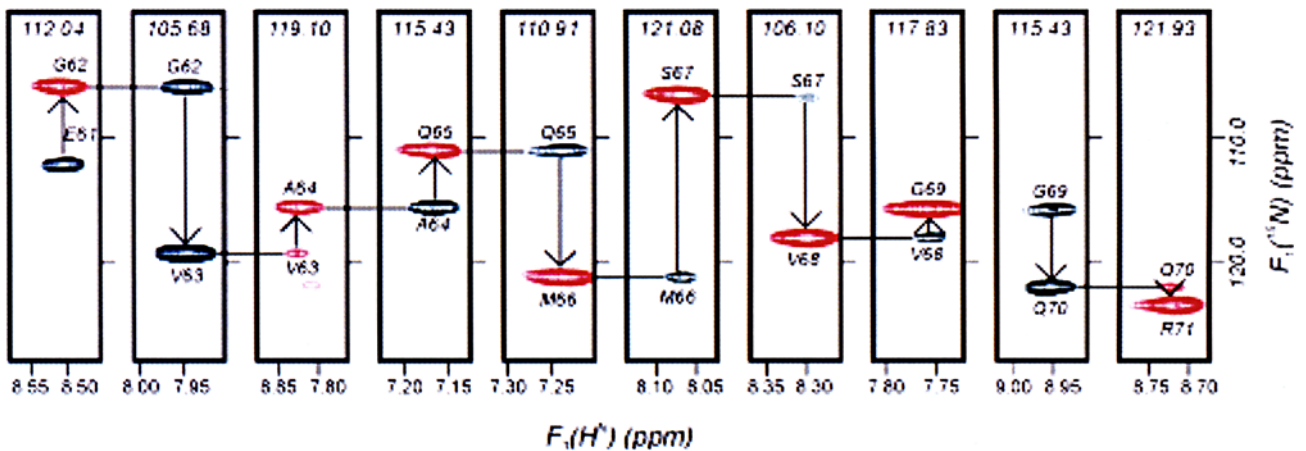 112.04 105.68 119.10 115.43 110.91 121.08 106.10 117.83 115.43 121.93
G62 G62 S67 S67
E61 Q65 Q65
A64 G69 G69
A64
V63 V63 V68 V68 Q70
M66 M66 Q70 R71
110.0
120.0
F₁(¹⁵N) (ppm)
8.55 8.50 8.00 7.95 8.85 7.80 7.20 7.15 7.30 7.25 8.10 8.05 8.35 8.30 7.80 7.75 9.00 8.95 8.75 8.70
F₃(Hᴺ) (ppm)